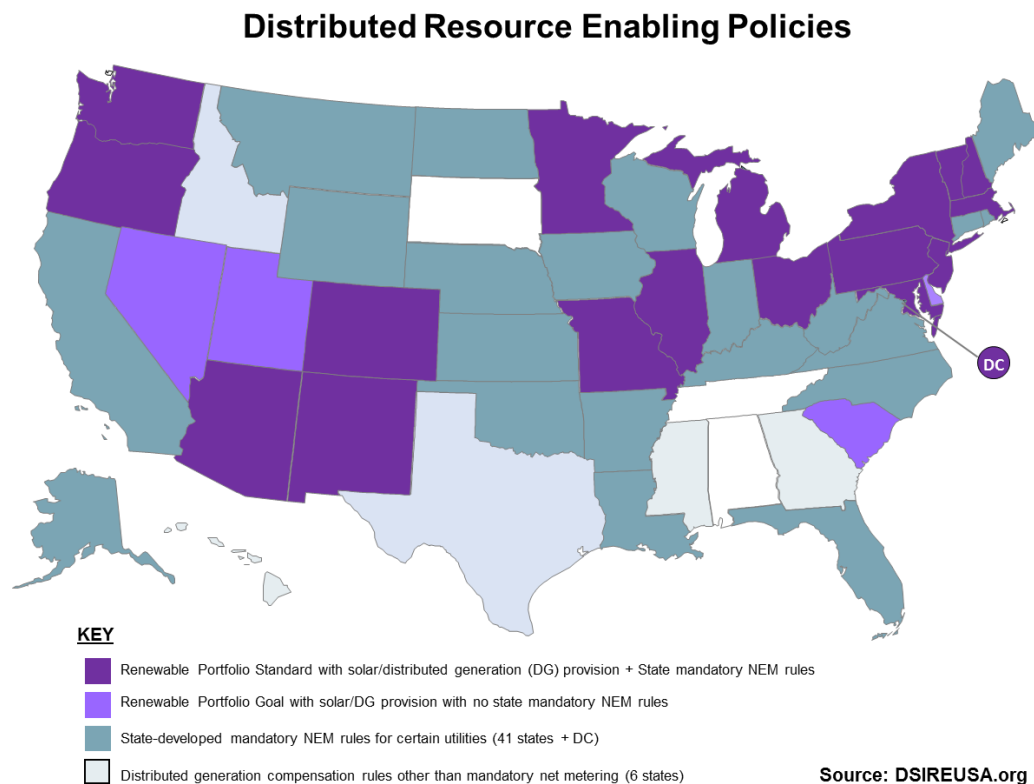 Distributed Resource Enabling Policies
DC
KEY
Renewable Portfolio Standard with solar/distributed generation (DG) provision + State mandatory NEM rules
Renewable Portfolio Goal with solar/DG provision with no state mandatory NEM rules
State-developed mandatory NEM rules for certain utilities (41 states + DC)
Distributed generation compensation rules other than mandatory net metering (6 states)
Source: DSIREUSA.org